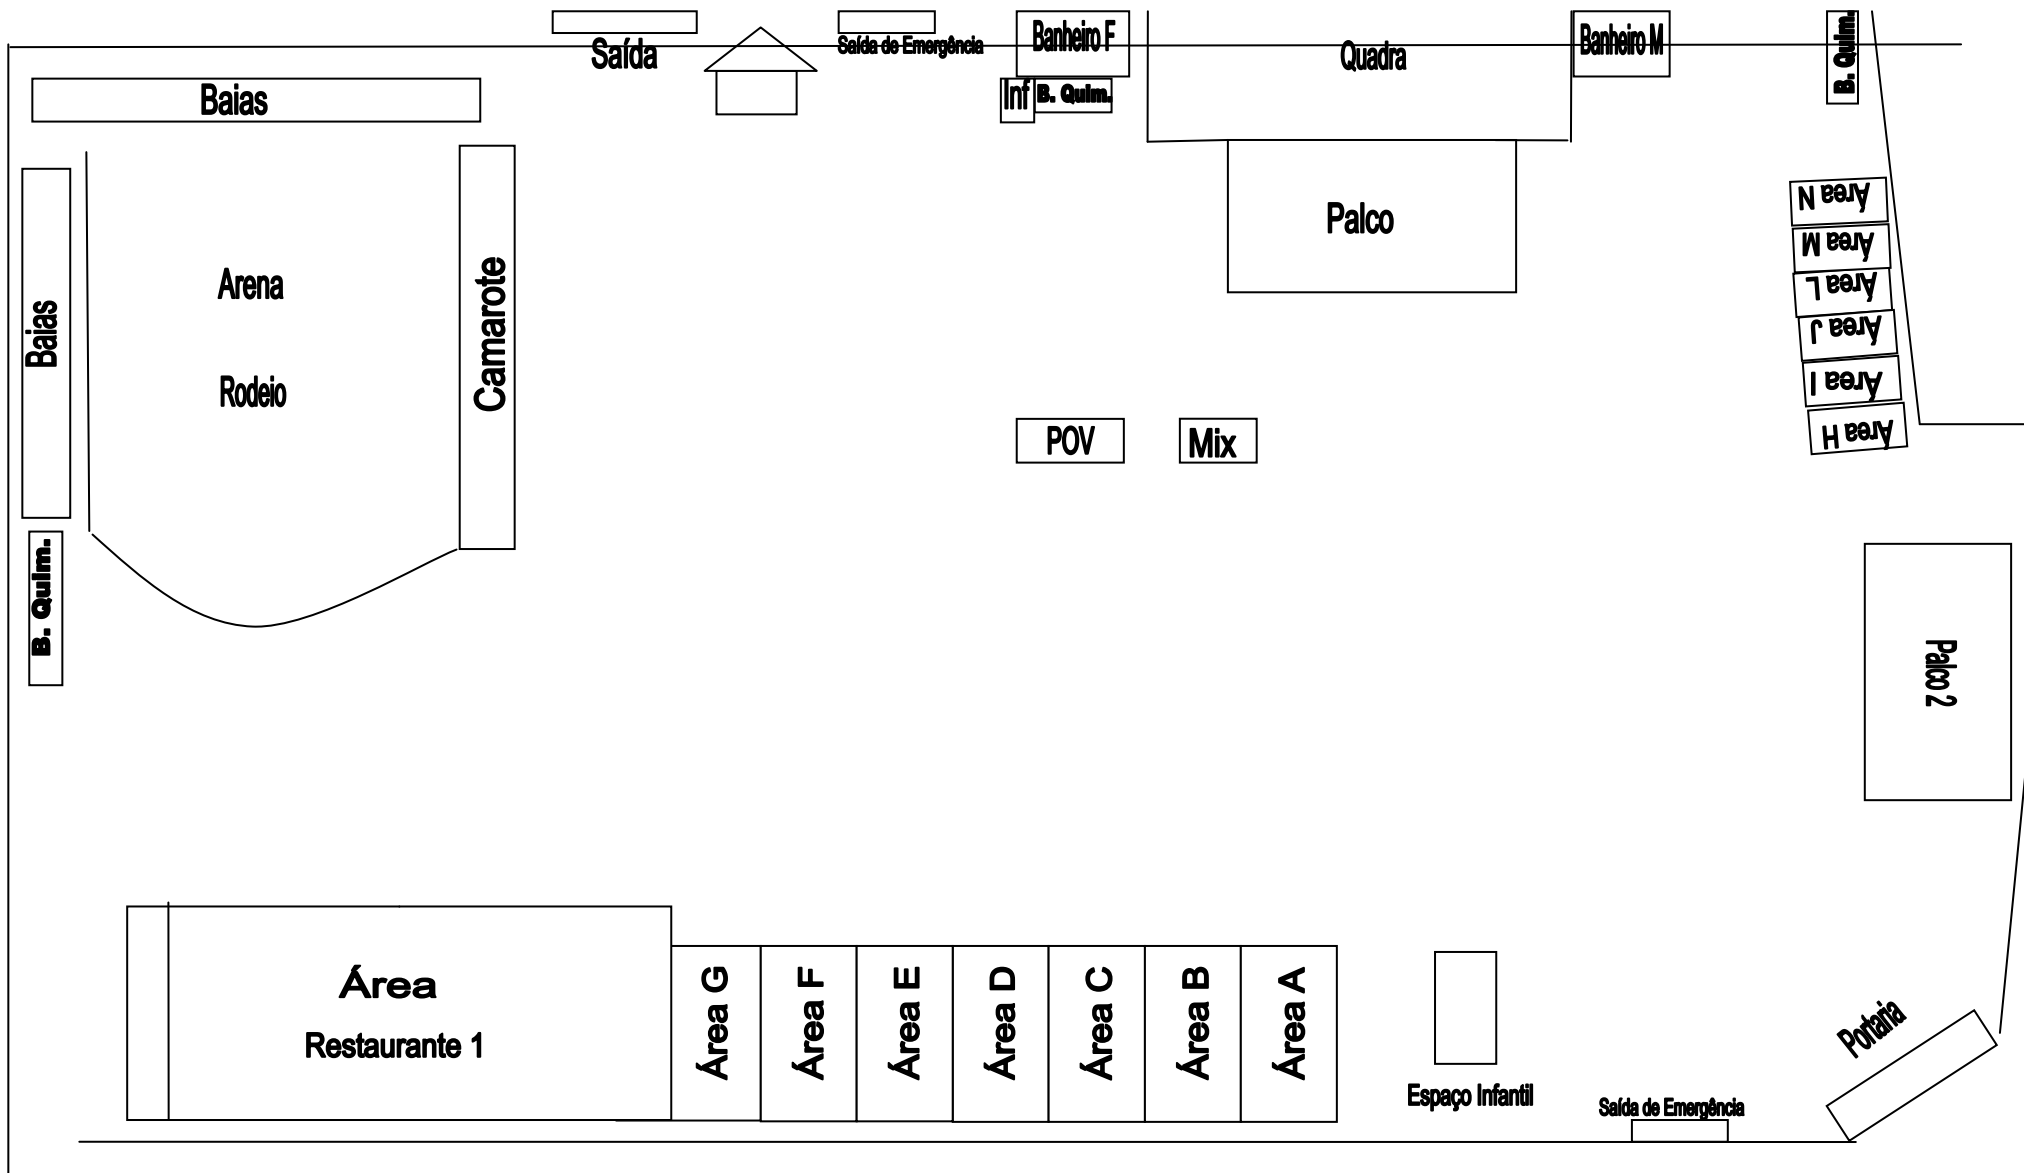 Saída
Saída de Emergência
Banheiro F
Quadra
Banheiro M
B. Quim.
Baias
Inf
B. Quim.
Palco
Área N
Área M
Área L
Área J
Área I
Área H
Arena
Rodeio
Camarote
Baias
POV
Mix
B. Quim.
Palco 2
Área
Restaurante 1
Área G
Área F
Área E
Área D
Área C
Área B
Área A
Espaço Infantil
Saída de Emergência
Portaria